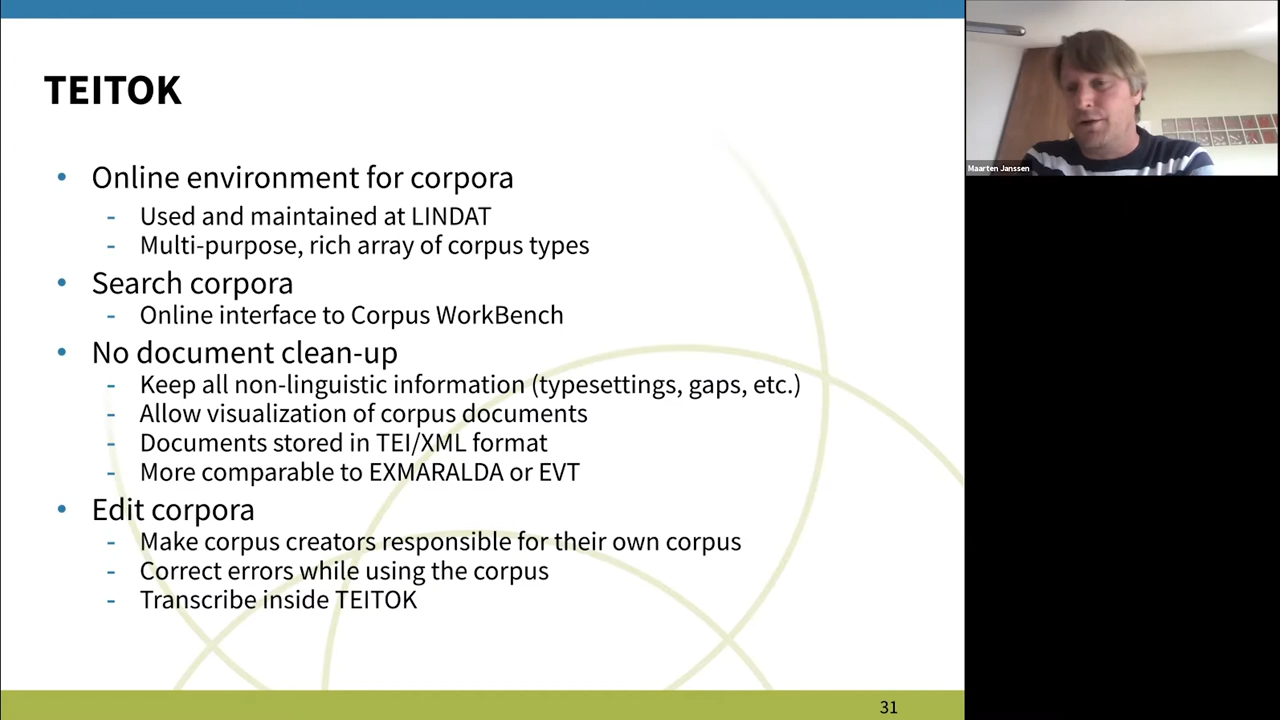 TEITOK
• Online environment for corpora
- Used and maintained at LINDAT
- Multi-purpose, rich array of corpus types
• Search corpora
- Online interface to Corpus WorkBench
• No document clean-up
- Keep all non-linguistic information (typesettings, gaps, etc.)
- Allow visualization of corpus documents
- Documents stored in TEI/XML format
- More comparable to EXMARALDA or EVT
• Edit corpora
- Make corpus creators responsible for their own corpus
- Correct errors while using the corpus
- Transcribe inside TEITOK
31
Maarten Janssen